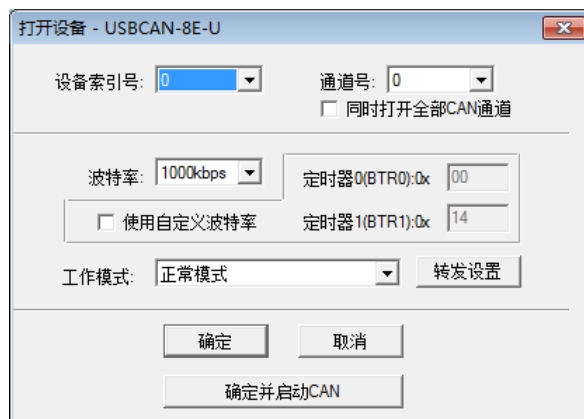 打开设备 - USBCAN-8E-U
设备索引号: 0 通道号: 0
同时打开全部CAN通道
波特率: 1000kbps 定时器0(BTR0):0x 00
使用自定义波特率 定时器1(BTR1):0x 14
工作模式: 正常模式 转发设置
确定 取消
确定并启动CAN